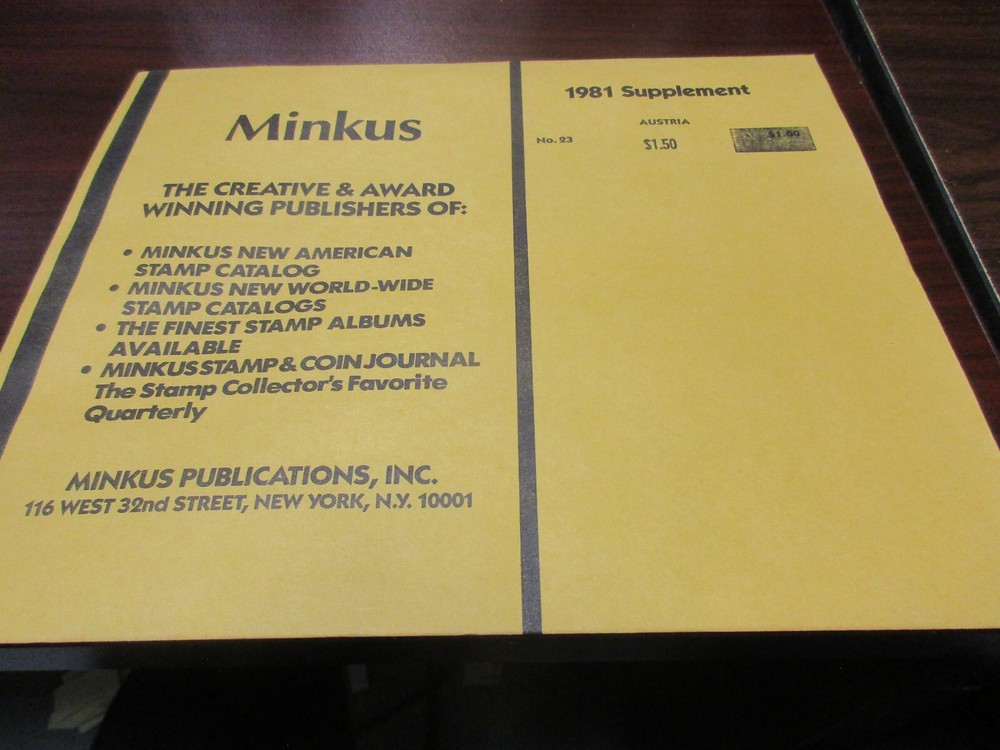 Minkus
THE CREATIVE & AWARD
WINNING PUBLISHERS OF:
• MINKUS NEW AMERICAN
STAMP CATALOG
• MINKUS NEW WORLD-WIDE
STAMP CATALOGS
• THE FINEST STAMP ALBUMS
AVAILABLE
• MINKUS STAMP & COIN JOURNAL
The Stamp Collector's Favorite
Quarterly
MINKUS PUBLICATIONS, INC.
116 WEST 32nd STREET, NEW YORK, N.Y. 10001
1981 Supplement
AUSTRIA
No. 23
$1.50